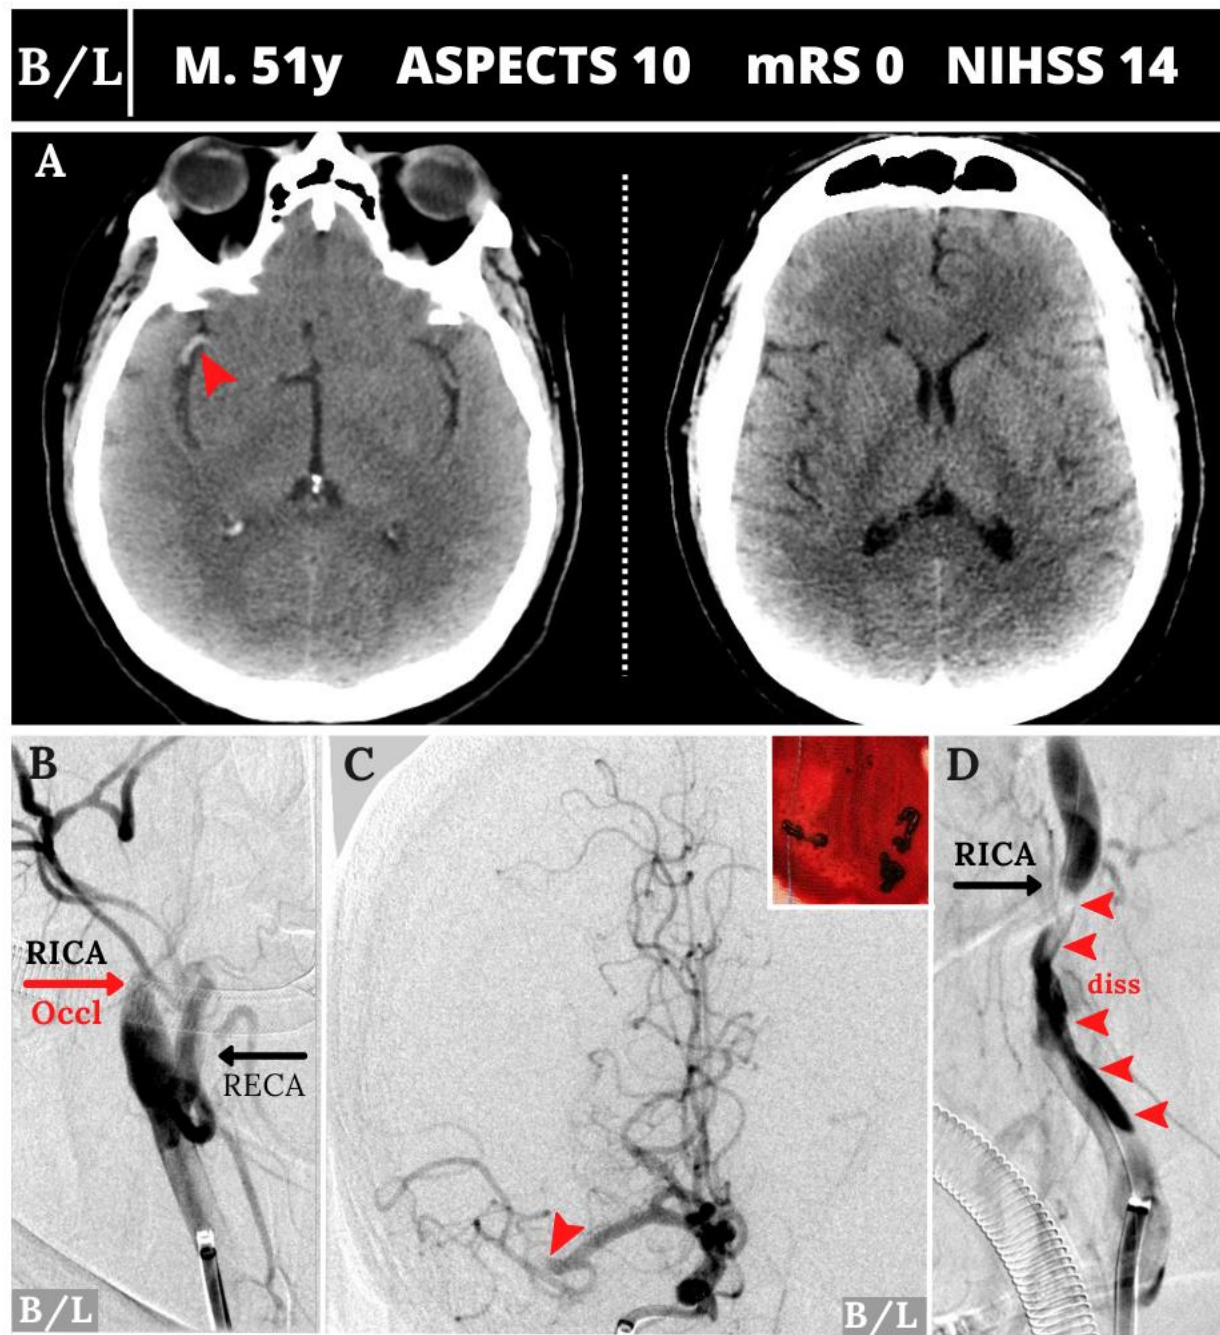 B/L M. 51y ASPECTS 10 mRS 0 NIHSS 14
A
B
RICA
Occl
RECA
B/L
C
B/L
D
RICA
diss